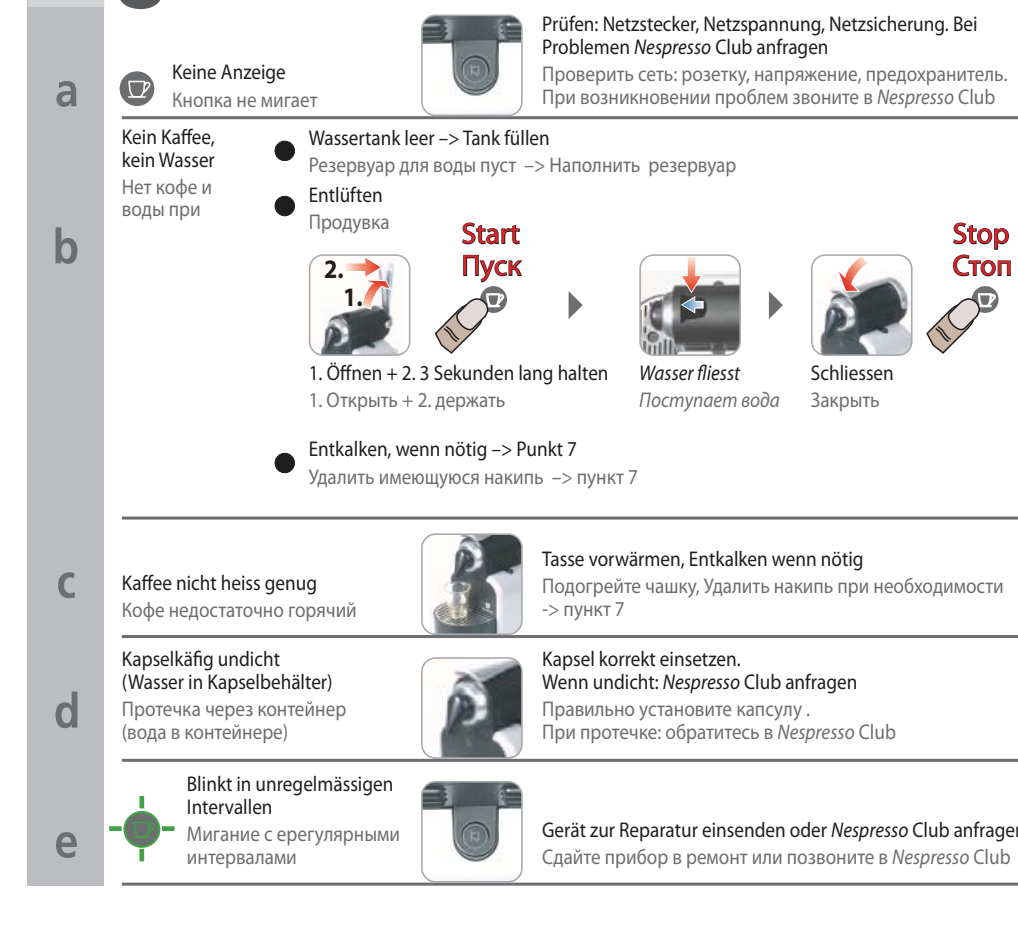 a
Keine Anzeige
Кнопка не мигает
Prüfen: Netzstecker, Netzspannung, Netzsicherung. Bei
Problemen Nespresso Club anfragen
Проверить сеть: розетку, напряжение, предохранитель.
При возникновении проблем звоните в Nespresso Club
b
Kein Kaffee,
kein Wasser
Нет кофе и
воды при
Wassertank leer –> Tank füllen
Резервуар для воды пуст –> Наполнить резервуар
Entlüften
Продувка
2.
1.
Start
Пуск
Stop
Стоп
1. Öffnen + 2. 3 Sekunden lang halten
1. Открыть + 2. держать
Wasser fliesst
Поступает вода
Schliessen
Закрыть
Entkalken, wenn nötig –> Punkt 7
Удалить имеющуюся накипь –> пункт 7
c
Kaffee nicht heiss genug
Кофе недостаточно горячий
Tasse vorwärmen, Entkalken wenn nötig
Подогрейте чашку, Удалить накипь при необходимости
-> пункт 7
d
Kapselkäfig undicht
(Wasser in Kapselbehälter)
Протечка через контейнер
(вода в контейнере)
Kapsel korrekt einsetzen.
Wenn undicht: Nespresso Club anfragen
Правильно установите капсулу .
При протечке: обратитесь в Nespresso Club
e
Blinkt in unregelmässigen
Intervallen
Мигание с ерегулярными
интервалами
Gerät zur Reparatur einsenden oder Nespresso Club anfragen
Сдайте прибор в ремонт или позвоните в Nespresso Club